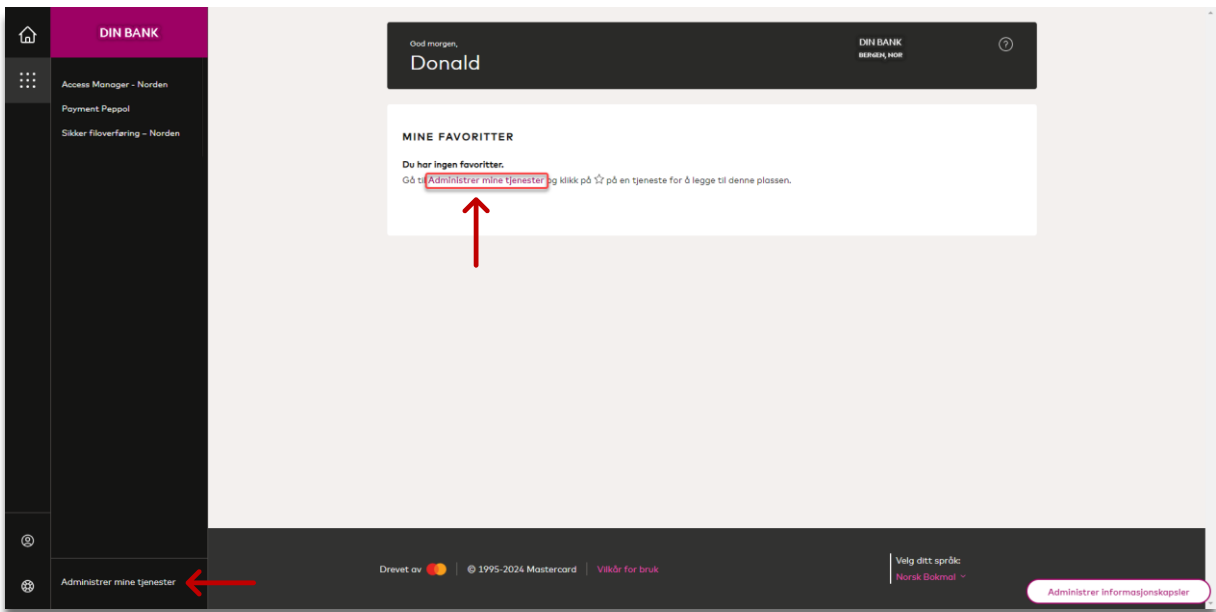 DIN BANK
Access Manager - Norden
Payment Peppol
Sikker filoverføring – Norden
Administrer mine tjenester
God morgen,
Donald
DIN BANK
BERGEN, NOR
?
MINE FAVORITTER
Du har ingen favoritter.
Gå til Administrer mine tjenester og klikk på ☆ på en tjeneste for å legge til denne plassen.
Drevet av | © 1995-2024 Mastercard | Vilkår for bruk
Velg ditt språk:
Norsk Bokmal
Administrer informasjonskapsler